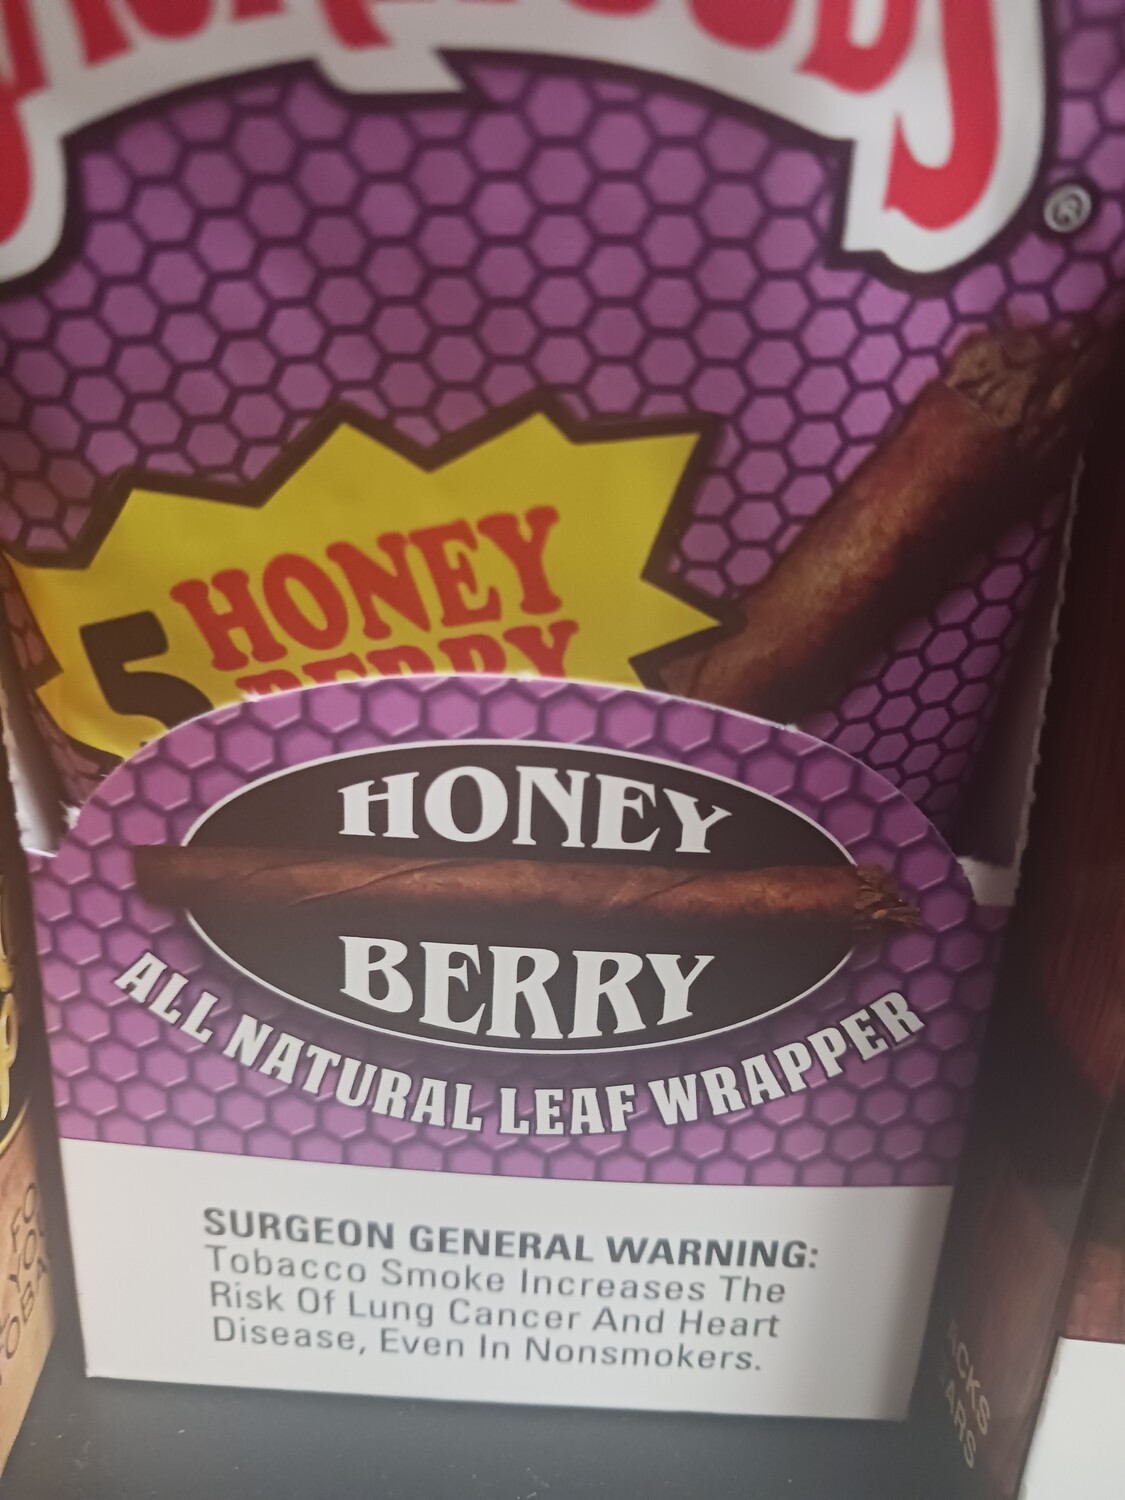 ®
5 HONEY
BERRY
HONEY
BERRY
ALL NATURAL LEAF WRAPPER
SURGEON GENERAL WARNING:
Tobacco Smoke Increases The
Risk Of Lung Cancer And Heart
Disease, Even In Nonsmokers.